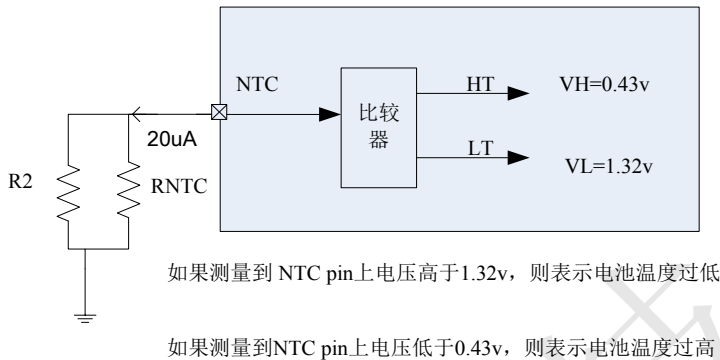 NTC
HT
VH=0.43v
20uA
比较
器
LT
VL=1.32v
R2
RNTC
如果测量到 NTC pin上电压高于1.32v，则表示电池温度过低
如果测量到NTC pin上电压低于0.43v，则表示电池温度过高